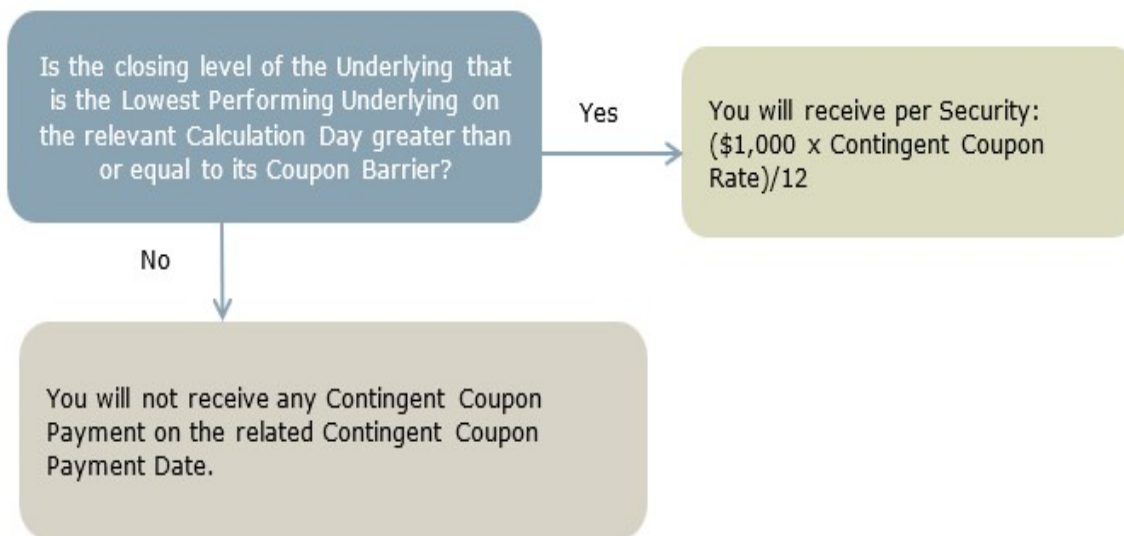 Is the closing level of the Underlying that
is the Lowest Performing Underlying on
the relevant Calculation Day greater than
or equal to its Coupon Barrier?
Yes
You will receive per Security:
($1,000 x Contingent Coupon
Rate)/12
No
You will not receive any Contingent Coupon
Payment on the related Contingent Coupon
Payment Date.